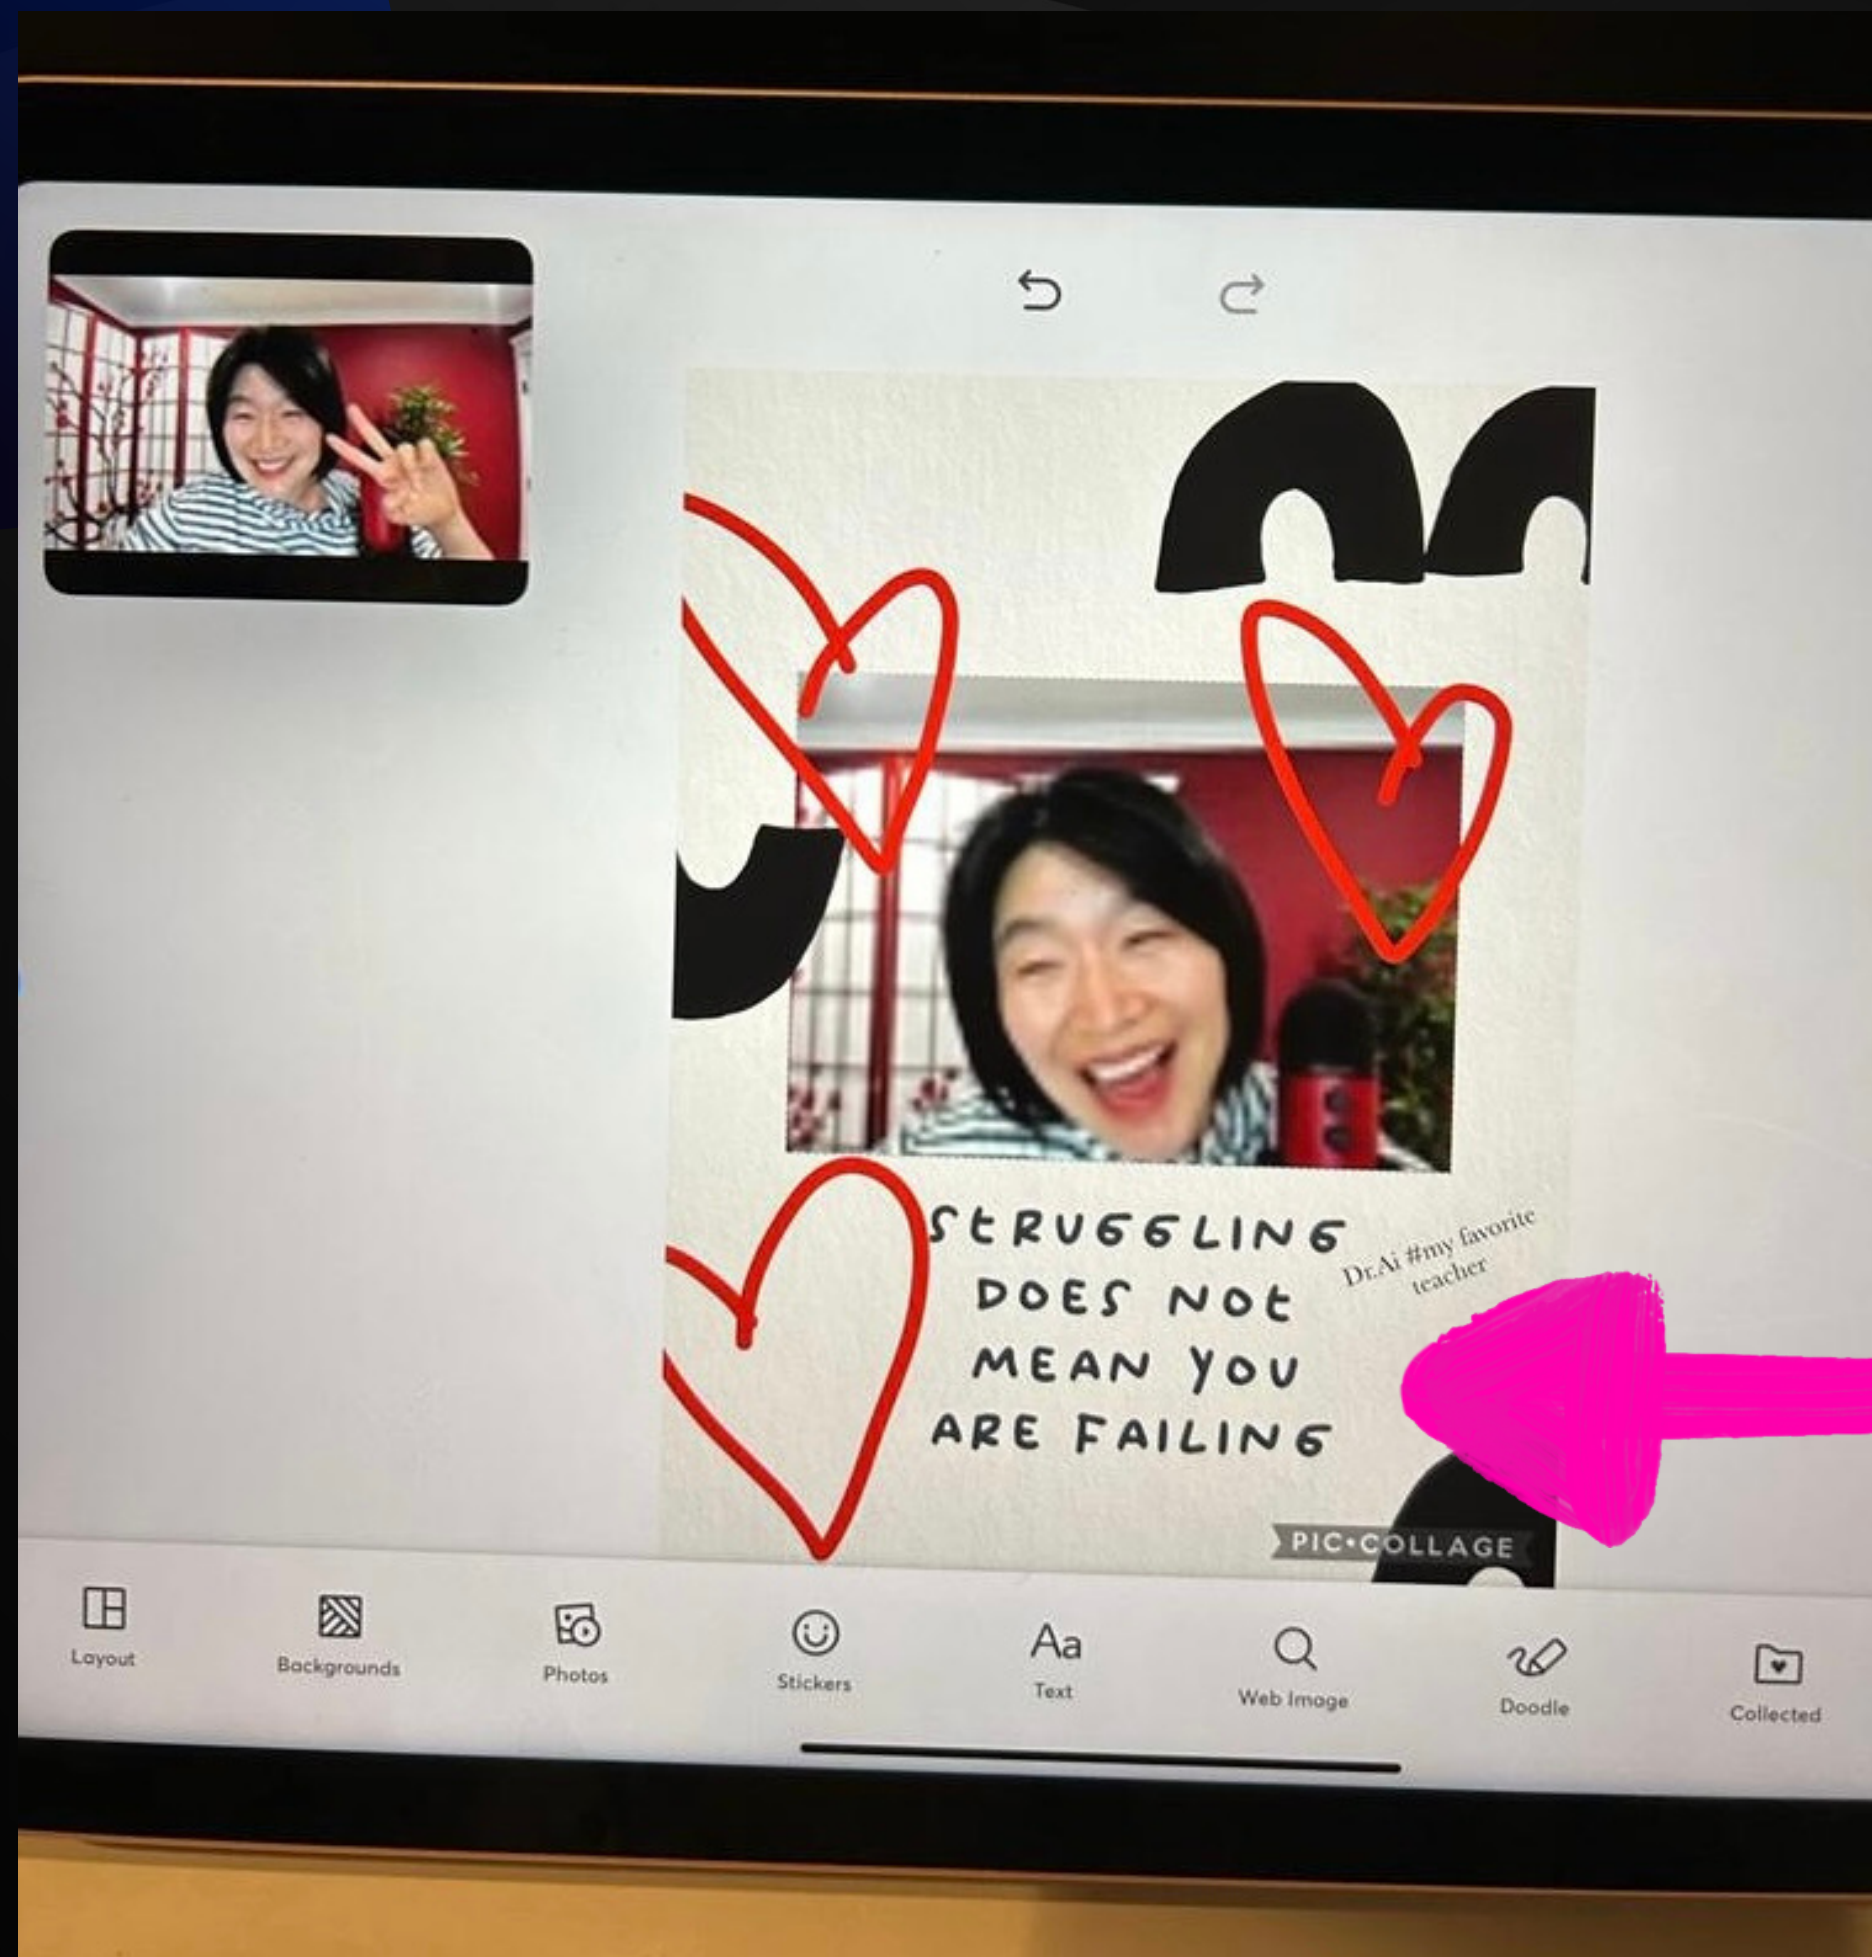 STRUGGLING
DOES NOT
MEAN YOU
ARE FAILING
Dr.Ai #my favorite
teacher
PIC•COLLAGE
Layout
Backgrounds
Photos
Stickers
Aa
Text
Web Image
Doodle
Collected